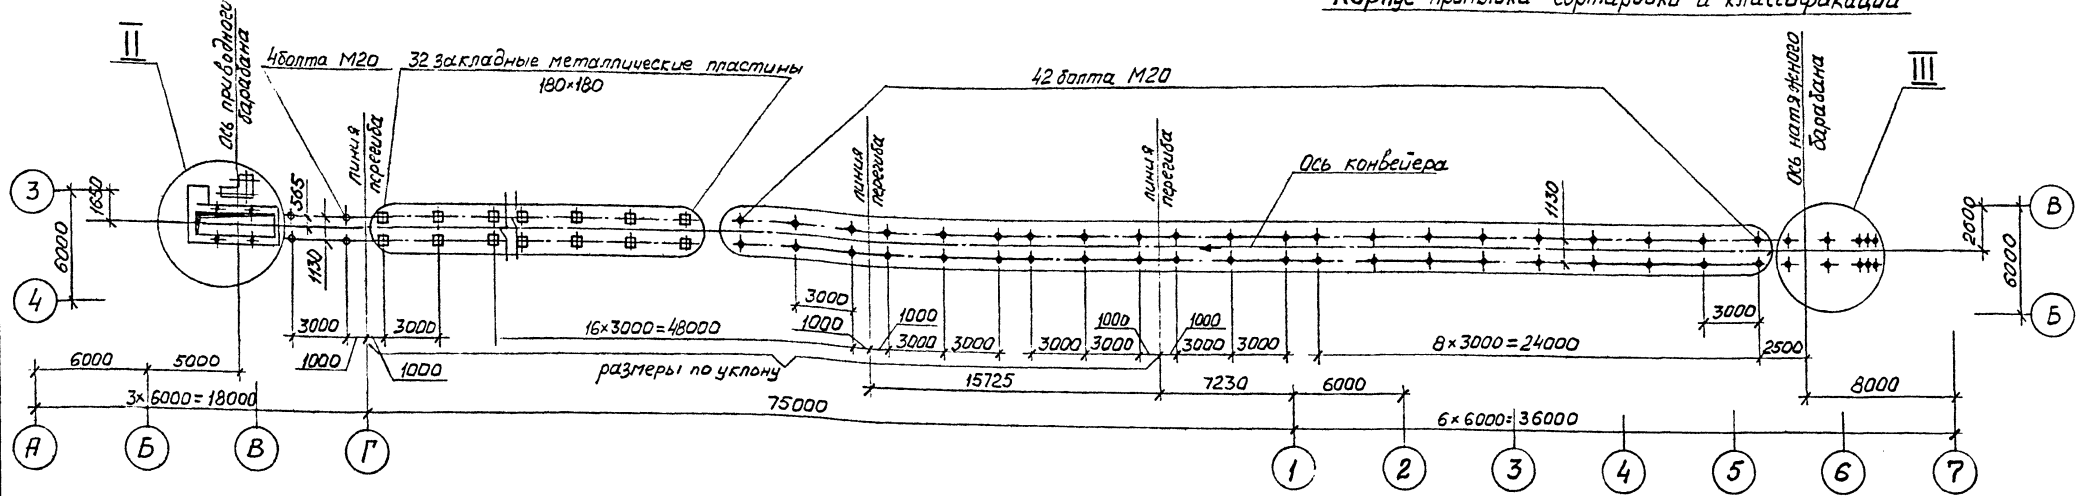 Корпус промывки сортировки и классификации
II
Ось приводного
барабана
4 болта М20
линия
перегиба
32 закладные металлические пластины
180×180
42 болта М20
линия
перегиба
линия
перегиба
Ось конвейера
Ось натяжного
барабана
III
3
4
1650
6000
565
1130
1130
В
Б
2000
6000
3000
1000
1000
3000
16×3000=48000
размеры по уклону
3000
1000
1000
3000
3000
3000
3000
1000
1000
3000
3000
8×3000=24000
3000
2500
6000
5000
15725
7230
6000
8000
3×6000=18000
75000
6×6000=36000
А
Б
В
Г
1
2
3
4
5
6
7